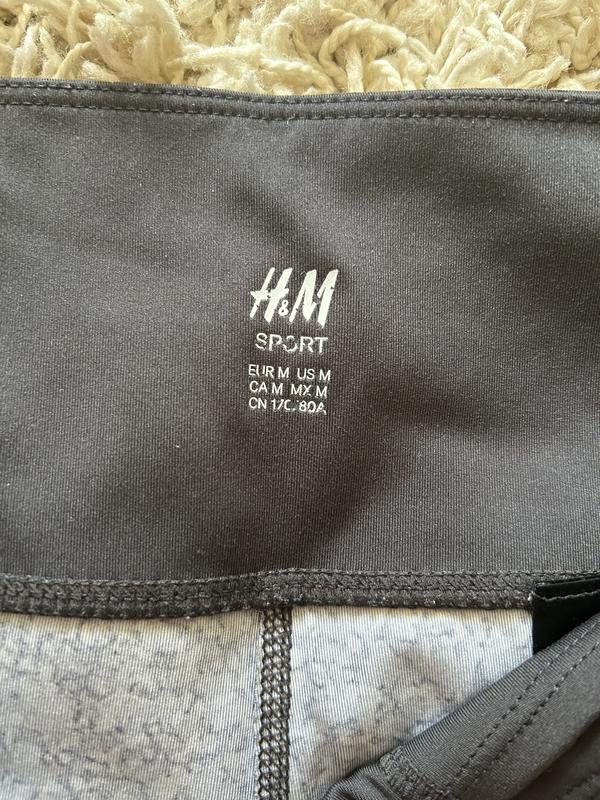 H&M
SPORT
EUR M US M
CA M MX M
CN 170/80A